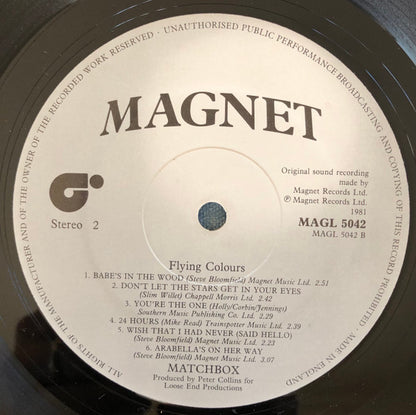 ALL RIGHTS OF THE MANUFACTURER AND OF THE OWNER OF THE RECORDED WORK RESERVED · UNAUTHORISED PUBLIC PERFORMANCE BROADCASTING AND COPYING OF THIS RECORD PROHIBITED · MADE IN ENGLAND
MAGNET
Original sound recording
made by
Magnet Records Ltd.
℗ Magnet Records Ltd.
1981
MAGL 5042
MAGL 5042 B
Stereo 2
Flying Colours
1. BABE'S IN THE WOOD (Steve Bloomfield) Magnet Music Ltd. 2.51
2. DON'T LET THE STARS GET IN YOUR EYES
(Slim Willet) Chappell Morris Ltd. 2.42
3. YOU'RE THE ONE (Holly/Corbin/Jennings)
Southern Music Publishing Co. Ltd. 2.29
4. 24 HOURS (Mike Read) Trainspotter Music Ltd. 2.39
5. WISH THAT I HAD NEVER (SAID HELLO)
(Steve Bloomfield) Magnet Music Ltd. 2.23
6. ARABELLA'S ON HER WAY
(Steve Bloomfield) Magnet Music Ltd. 3.07
MATCHBOX
Produced by Peter Collins for
Loose End Productions